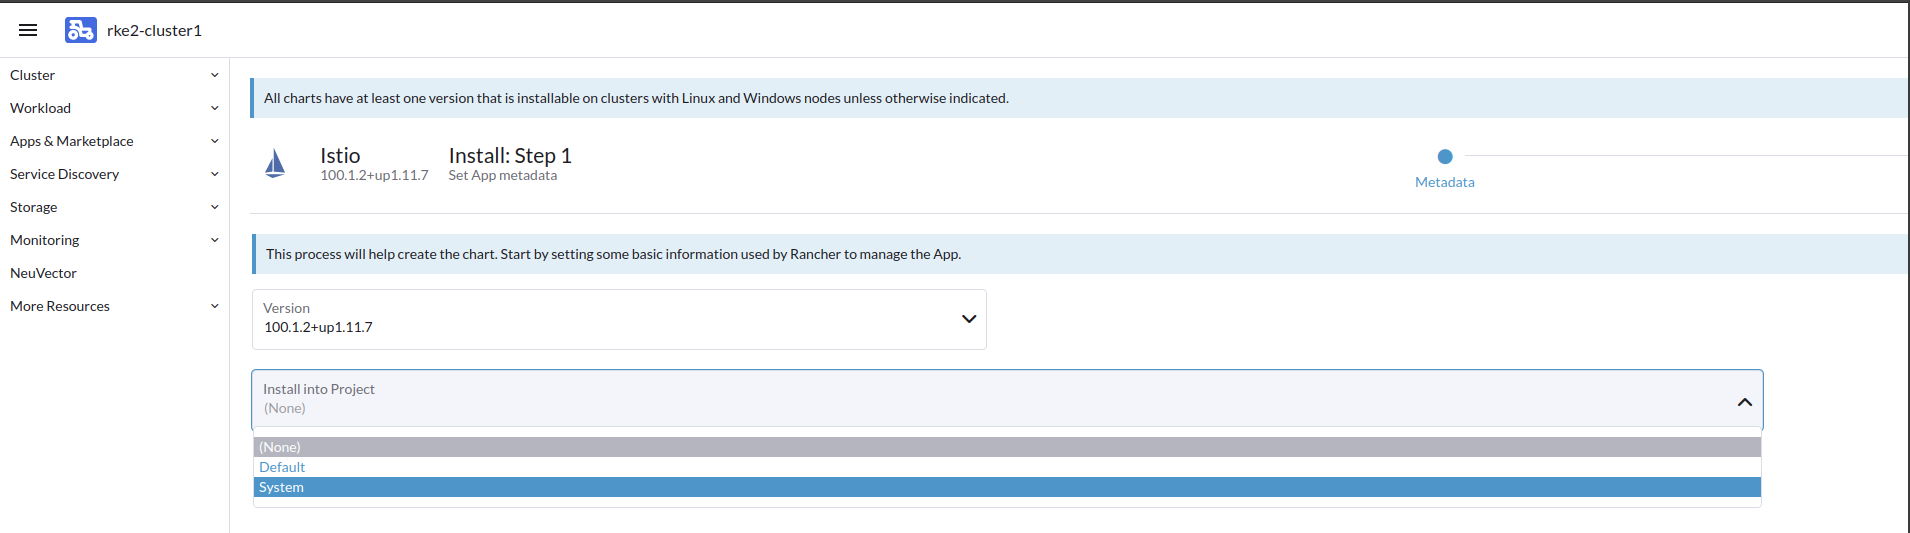 rke2-cluster1
Cluster
Workload
Apps & Marketplace
Service Discovery
Storage
Monitoring
NeuVector
More Resources
All charts have at least one version that is installable on clusters with Linux and Windows nodes unless otherwise indicated.
Istio
100.1.2+up1.11.7
Install: Step 1
Set App metadata
Metadata
This process will help create the chart. Start by setting some basic information used by Rancher to manage the App.
Version
100.1.2+up1.11.7
Install into Project
(None)
(None)
Default
System